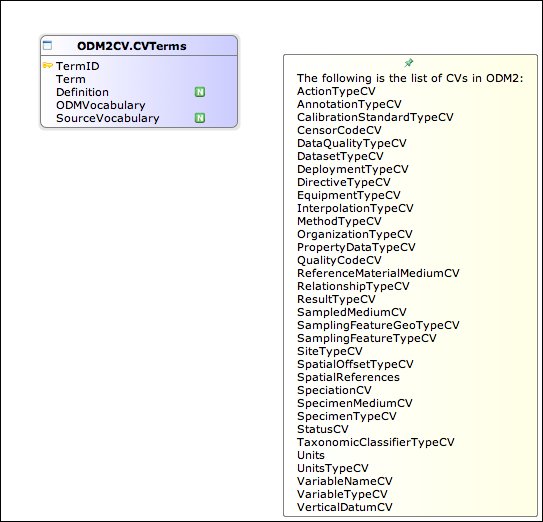 ODM2CV.CVTerms
TermID
Term
Definition N
ODMVocabulary
SourceVocabulary N
The following is the list of CVs in ODM2:
ActionTypeCV
AnnotationTypeCV
CalibrationStandardTypeCV
CensorCodeCV
DataQualityTypeCV
DatasetTypeCV
DeploymentTypeCV
DirectiveTypeCV
EquipmentTypeCV
InterpolationTypeCV
MethodTypeCV
OrganizationTypeCV
PropertyDataTypeCV
QualityCodeCV
ReferenceMaterialMediumCV
RelationshipTypeCV
ResultTypeCV
SampledMediumCV
SamplingFeatureGeoTypeCV
SamplingFeatureTypeCV
SiteTypeCV
SpatialOffsetTypeCV
SpatialReferences
SpeciationCV
SpecimenMediumCV
SpecimenTypeCV
StatusCV
TaxonomicClassifierTypeCV
Units
UnitsTypeCV
VariableNameCV
VariableTypeCV
VerticalDatumCV